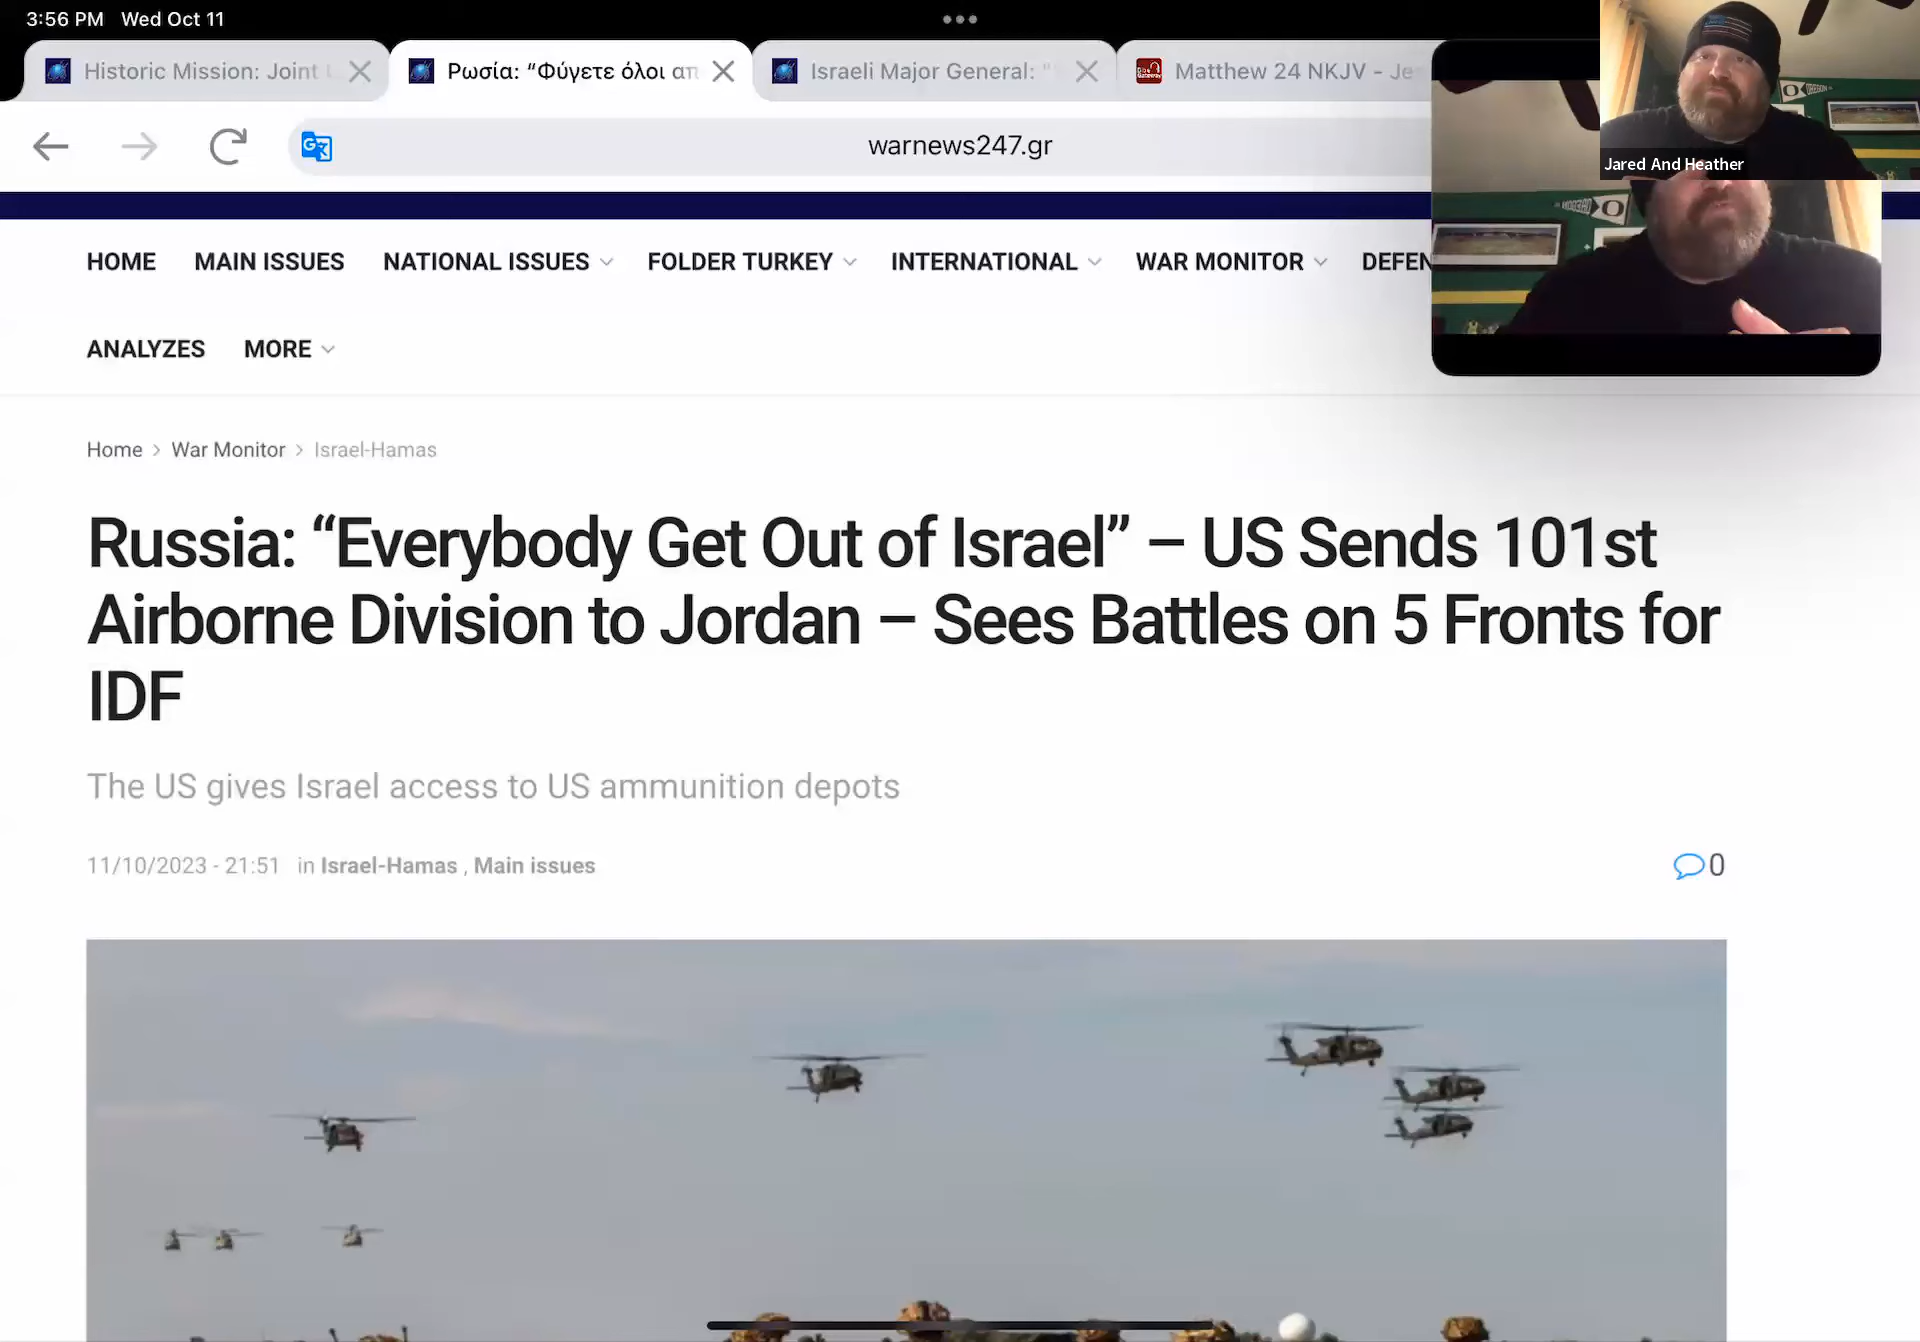 3:56 PM Wed Oct 11
Historic Mission: Joint
Ρωσία: “Φύγετε όλοι απ
Israeli Major General: “
Matthew 24 NKJV - Je
warnews247.gr
Jared And Heather
HOME MAIN ISSUES NATIONAL ISSUES FOLDER TURKEY INTERNATIONAL WAR MONITOR DEFEN
ANALYZES MORE
Home > War Monitor > Israel-Hamas
Russia: “Everybody Get Out of Israel” – US Sends 101st
Airborne Division to Jordan – Sees Battles on 5 Fronts for
IDF
The US gives Israel access to US ammunition depots
11/10/2023 - 21:51 in Israel-Hamas , Main issues
0